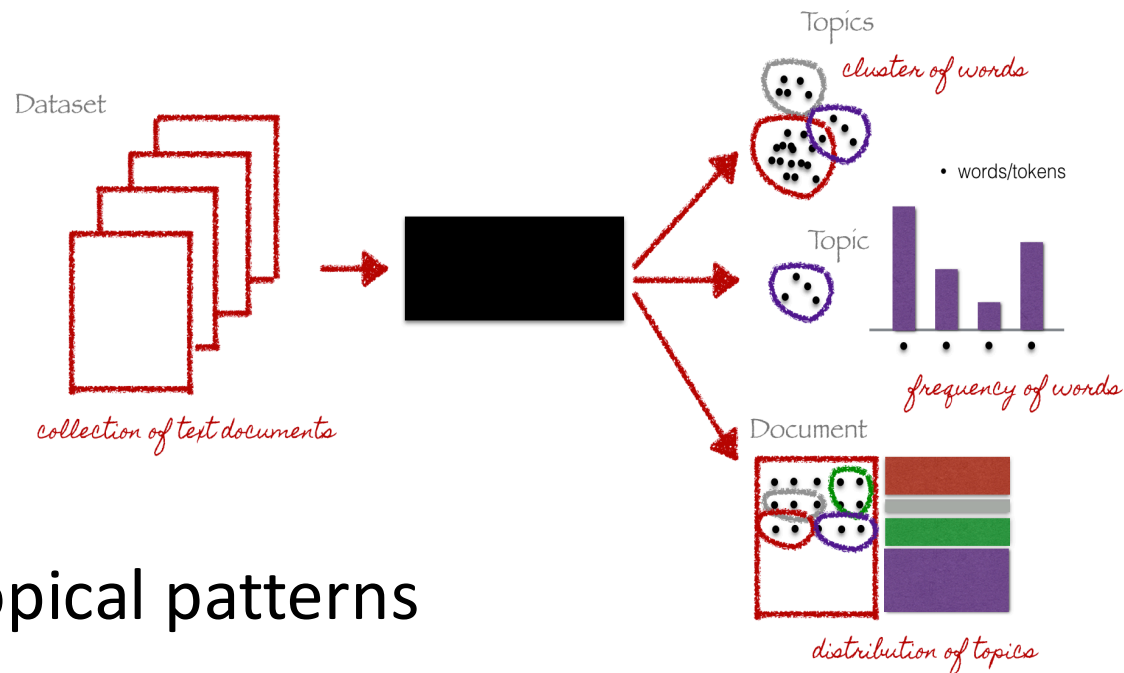 Topics
cluster of words
Dataset
• words/tokens
Topic
frequency of words
collection of text documents
Document
opical patterns
distribution of topics